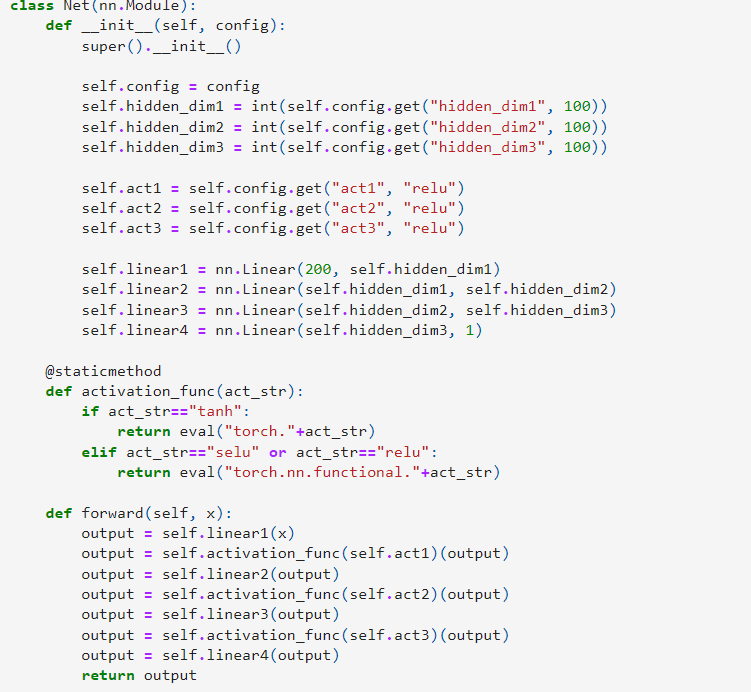 class Net(nn.Module):
    def __init__(self, config):
        super().__init__()

        self.config = config
        self.hidden_dim1 = int(self.config.get("hidden_dim1", 100))
        self.hidden_dim2 = int(self.config.get("hidden_dim2", 100))
        self.hidden_dim3 = int(self.config.get("hidden_dim3", 100))

        self.act1 = self.config.get("act1", "relu")
        self.act2 = self.config.get("act2", "relu")
        self.act3 = self.config.get("act3", "relu")

        self.linear1 = nn.Linear(200, self.hidden_dim1)
        self.linear2 = nn.Linear(self.hidden_dim1, self.hidden_dim2)
        self.linear3 = nn.Linear(self.hidden_dim2, self.hidden_dim3)
        self.linear4 = nn.Linear(self.hidden_dim3, 1)

    @staticmethod
    def activation_func(act_str):
        if act_str=="tanh":
            return eval("torch."+act_str)
        elif act_str=="selu" or act_str=="relu":
            return eval("torch.nn.functional."+act_str)

    def forward(self, x):
        output = self.linear1(x)
        output = self.activation_func(self.act1)(output)
        output = self.linear2(output)
        output = self.activation_func(self.act2)(output)
        output = self.linear3(output)
        output = self.activation_func(self.act3)(output)
        output = self.linear4(output)
        return output